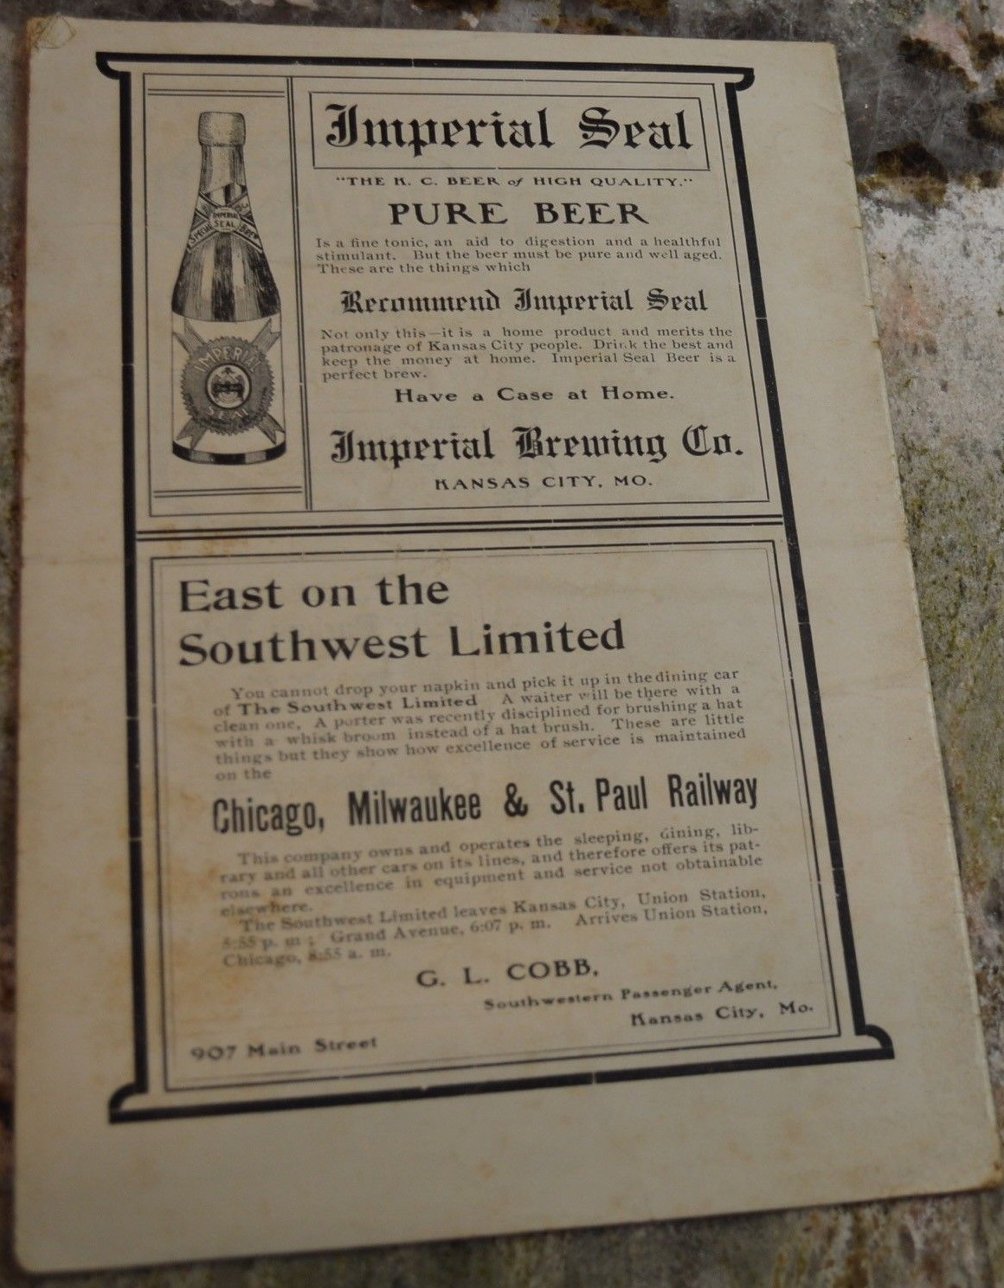 Imperial Seal
"THE K. C. BEER of HIGH QUALITY."
PURE BEER
Is a fine tonic, an aid to digestion and a healthful
stimulant. But the beer must be pure and well aged.
These are the things which
Recommend Imperial Seal
Not only this—it is a home product and merits the
patronage of Kansas City people. Drink the best and
keep the money at home. Imperial Seal Beer is a
perfect brew.
Have a Case at Home.
Imperial Brewing Co.
KANSAS CITY, MO.
IMPERIAL
SEAL
Brew
IMPERIAL
SEAL
East on the
Southwest Limited
You cannot drop your napkin and pick it up in the dining car
of The Southwest Limited A waiter will be there with a
clean one, A porter was recently disciplined for brushing a hat
with a whisk broom instead of a hat brush. These are little
things but they show how excellence of service is maintained
on the
Chicago, Milwaukee & St. Paul Railway
This company owns and operates the sleeping, dining, lib-
rary and all other cars on its lines, and therefore offers its pat-
rons an excellence in equipment and service not obtainable
elsewhere.
The Southwest Limited leaves Kansas City, Union Station,
5:55 p. m ; Grand Avenue, 6:07 p. m. Arrives Union Station,
Chicago, 8:55 a. m.
G. L. COBB,
Southwestern Passenger Agent,
Kansas City, Mo.
907 Main Street